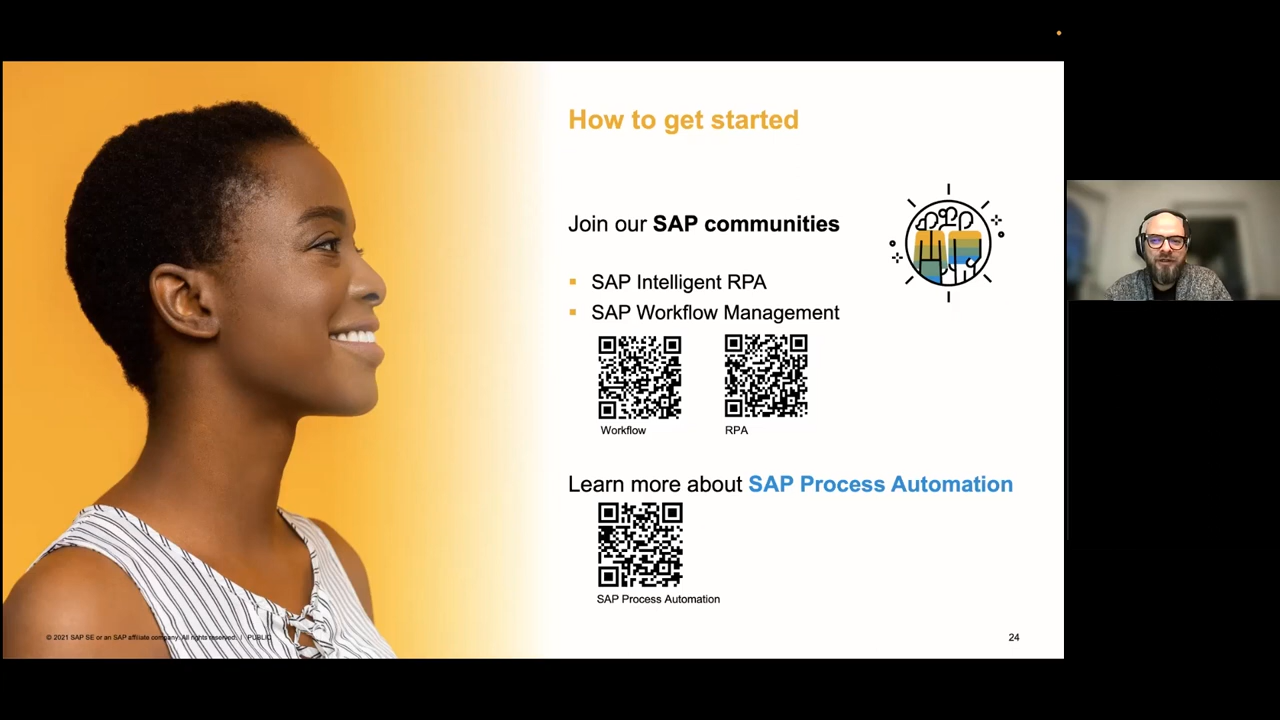 How to get started
Join our SAP communities
SAP Intelligent RPA
SAP Workflow Management
Workflow
RPA
Learn more about SAP Process Automation
SAP Process Automation
© 2021 SAP SE or an SAP affiliate company. All rights reserved. | PUBLIC
24